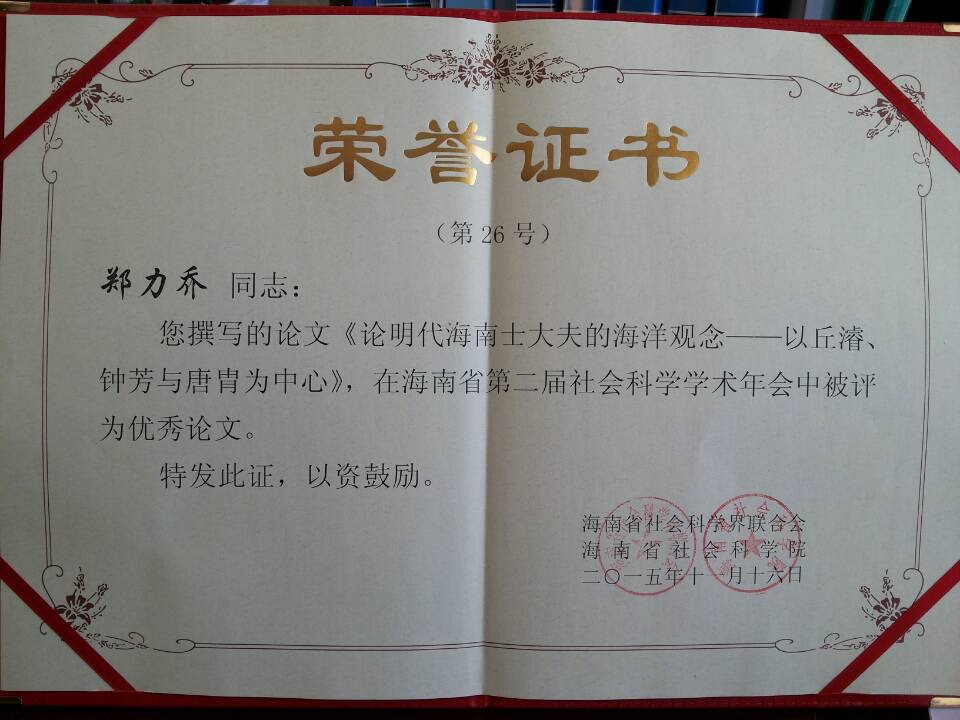 荣誉证书
（第 26 号）
郑力乔 同志：
您撰写的论文《论明代海南士大夫的海洋观念——以丘濬、
钟芳与唐胄为中心》，在海南省第二届社会科学学术年会中被评
为优秀论文。
特发此证，以资鼓励。
海南省社会科学界联合会
海南省社会科学院
二〇一五年十一月十六日